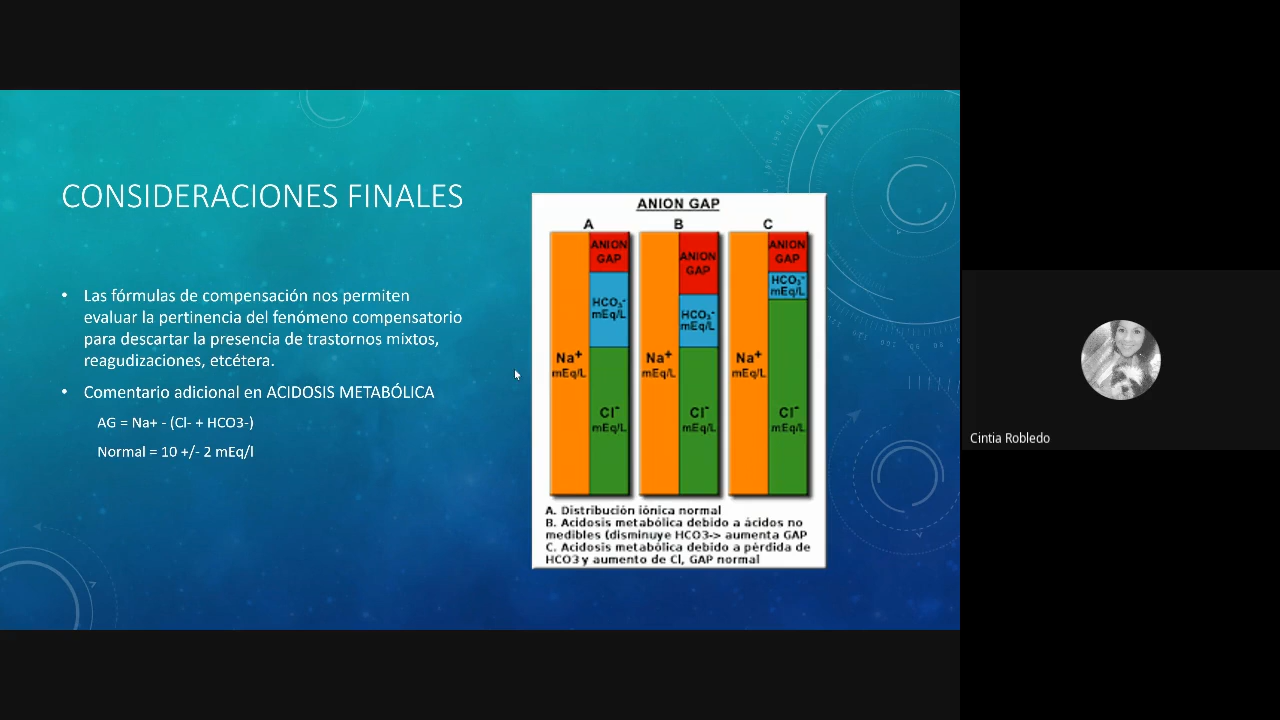 CONSIDERACIONES FINALES
• Las fórmulas de compensación nos permiten
evaluar la pertinencia del fenómeno compensatorio
para descartar la presencia de trastornos mixtos,
reagudizaciones, etcétera.
• Comentario adicional en ACIDOSIS METABÓLICA
AG = Na+ - (Cl- + HCO3-)
Normal = 10 +/- 2 mEq/l
ANION GAP
A B C
ANION
GAP
HCO₃⁻
mEq/L
Na⁺
mEq/L
Cl⁻
mEq/L
ANION
GAP
HCO₃⁻
mEq/L
Na⁺
mEq/L
Cl⁻
mEq/L
ANION
GAP
HCO₃⁻
mEq/L
Na⁺
mEq/L
Cl⁻
mEq/L
A. Distribución iónica normal
B. Acidosis metabólica debido a ácidos no
medibles (disminuye HCO3-> aumenta GAP
C. Acidosis metabólica debido a pérdida de
HCO3 y aumento de Cl, GAP normal
Cintia Robledo